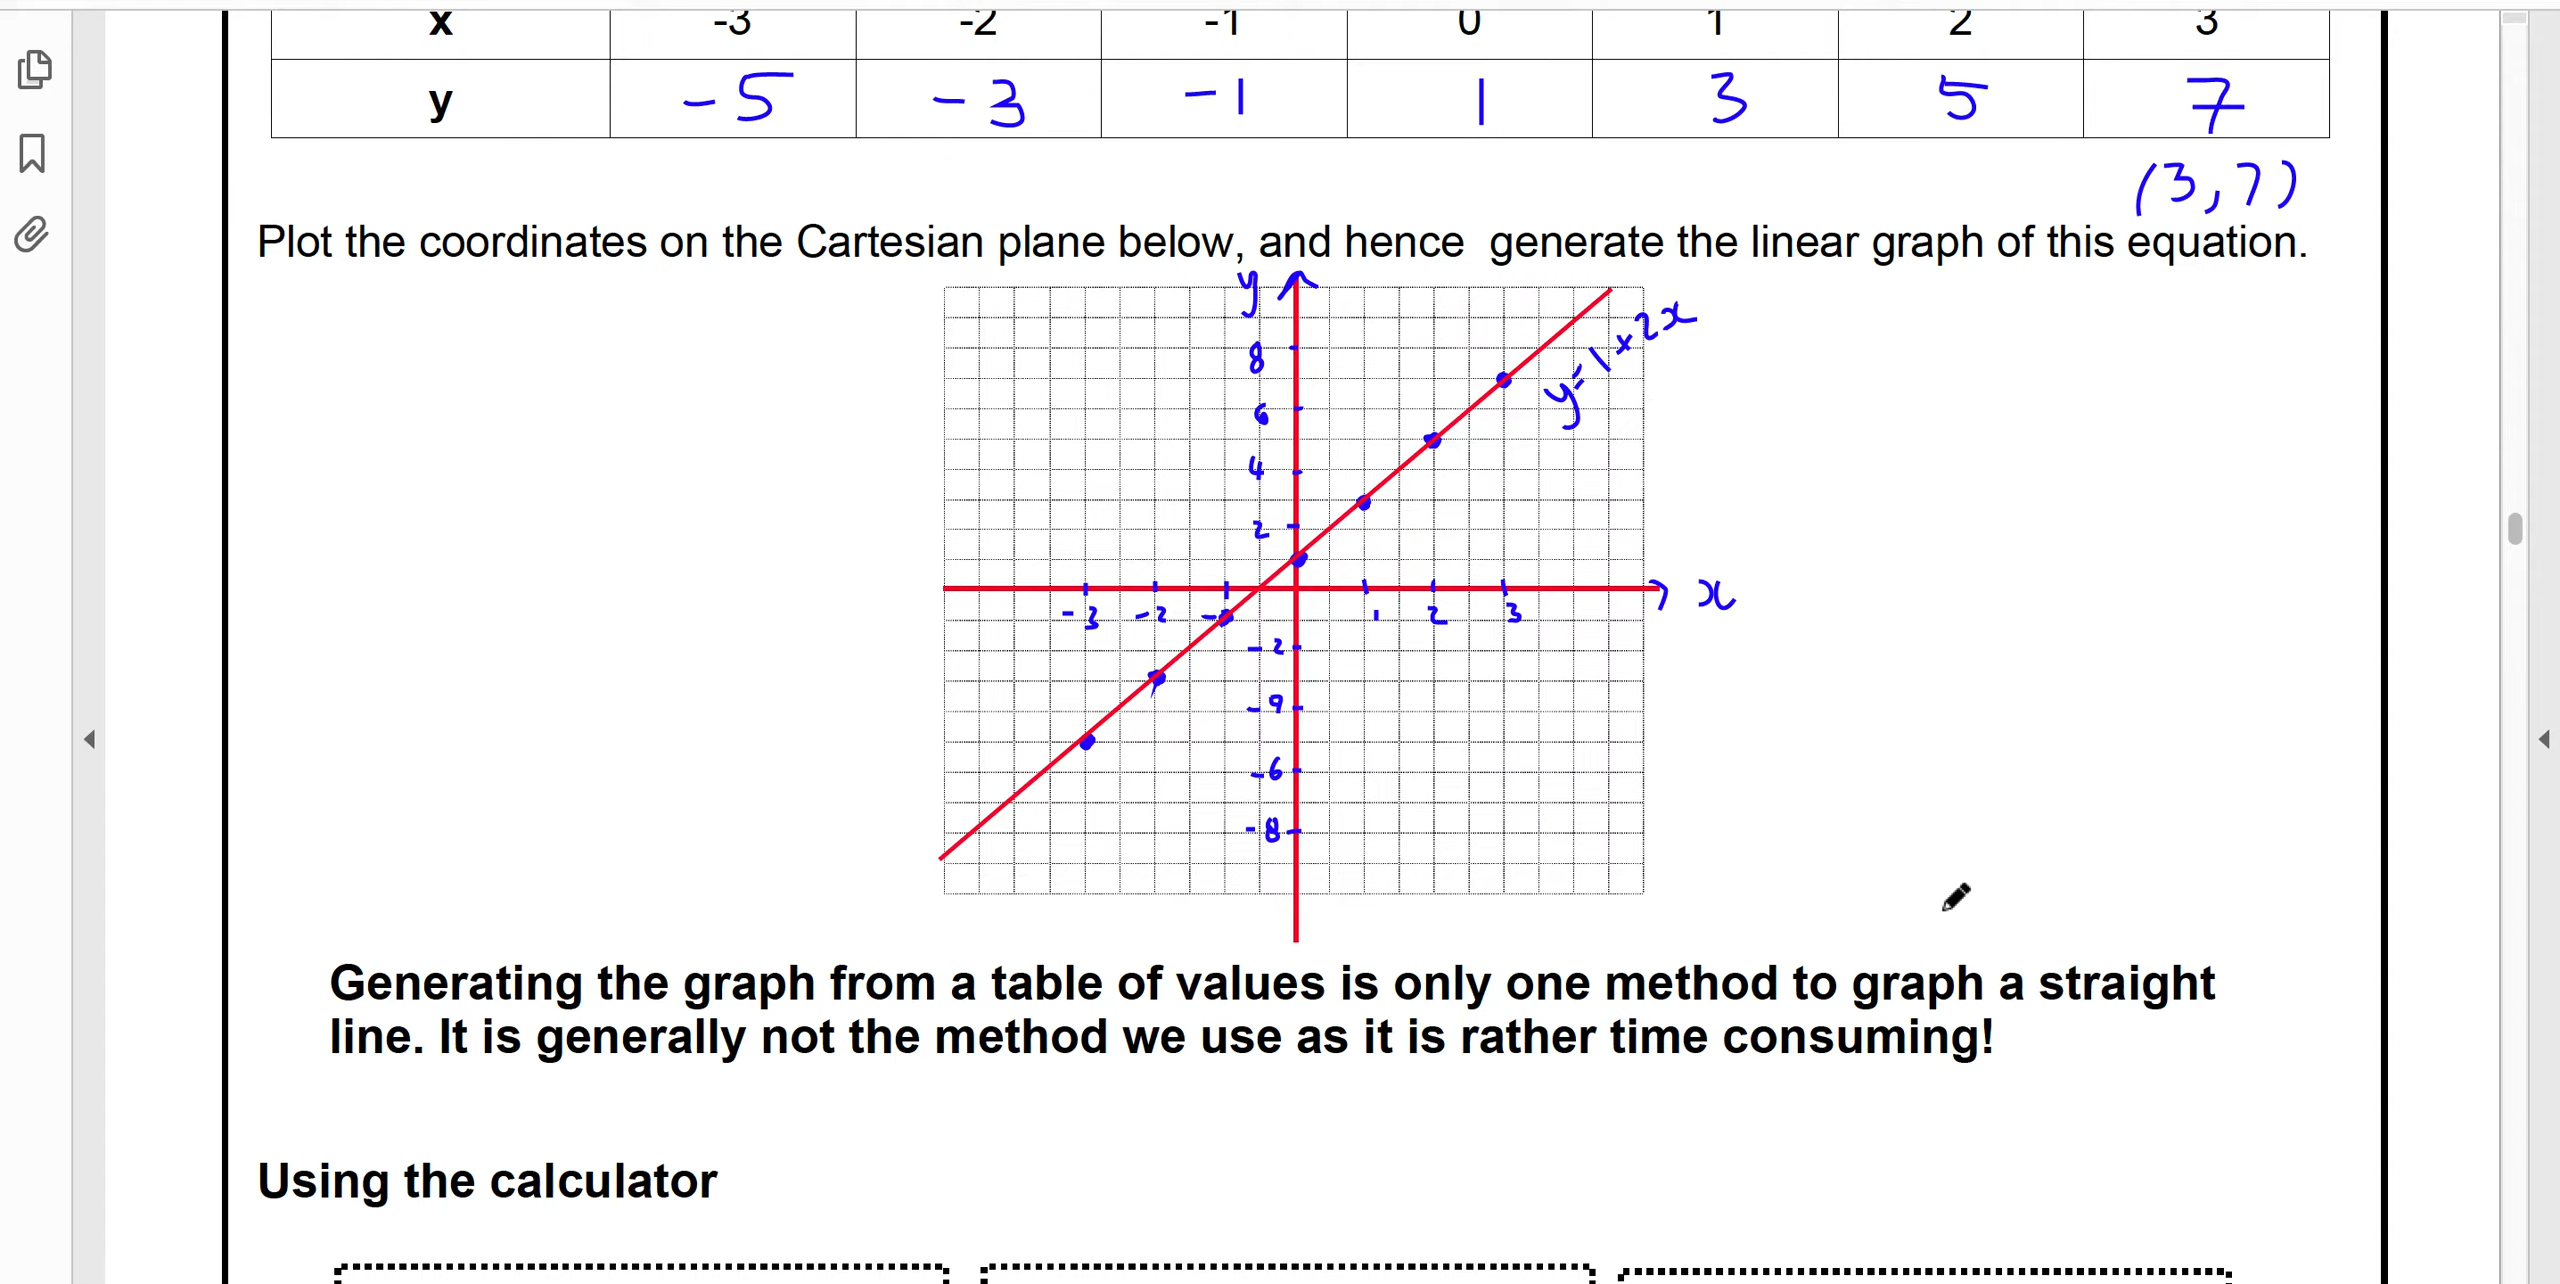 x -3 -2 -1 0 1 2 3
y -5 -3 -1 1 3 5 7
(3,7)
Plot the coordinates on the Cartesian plane below, and hence generate the linear graph of this equation.
y
8
6
4
2
-3 -2 1 2 3 x
-2
-6
-8
Generating the graph from a table of values is only one method to graph a straight
line. It is generally not the method we use as it is rather time consuming!
Using the calculator